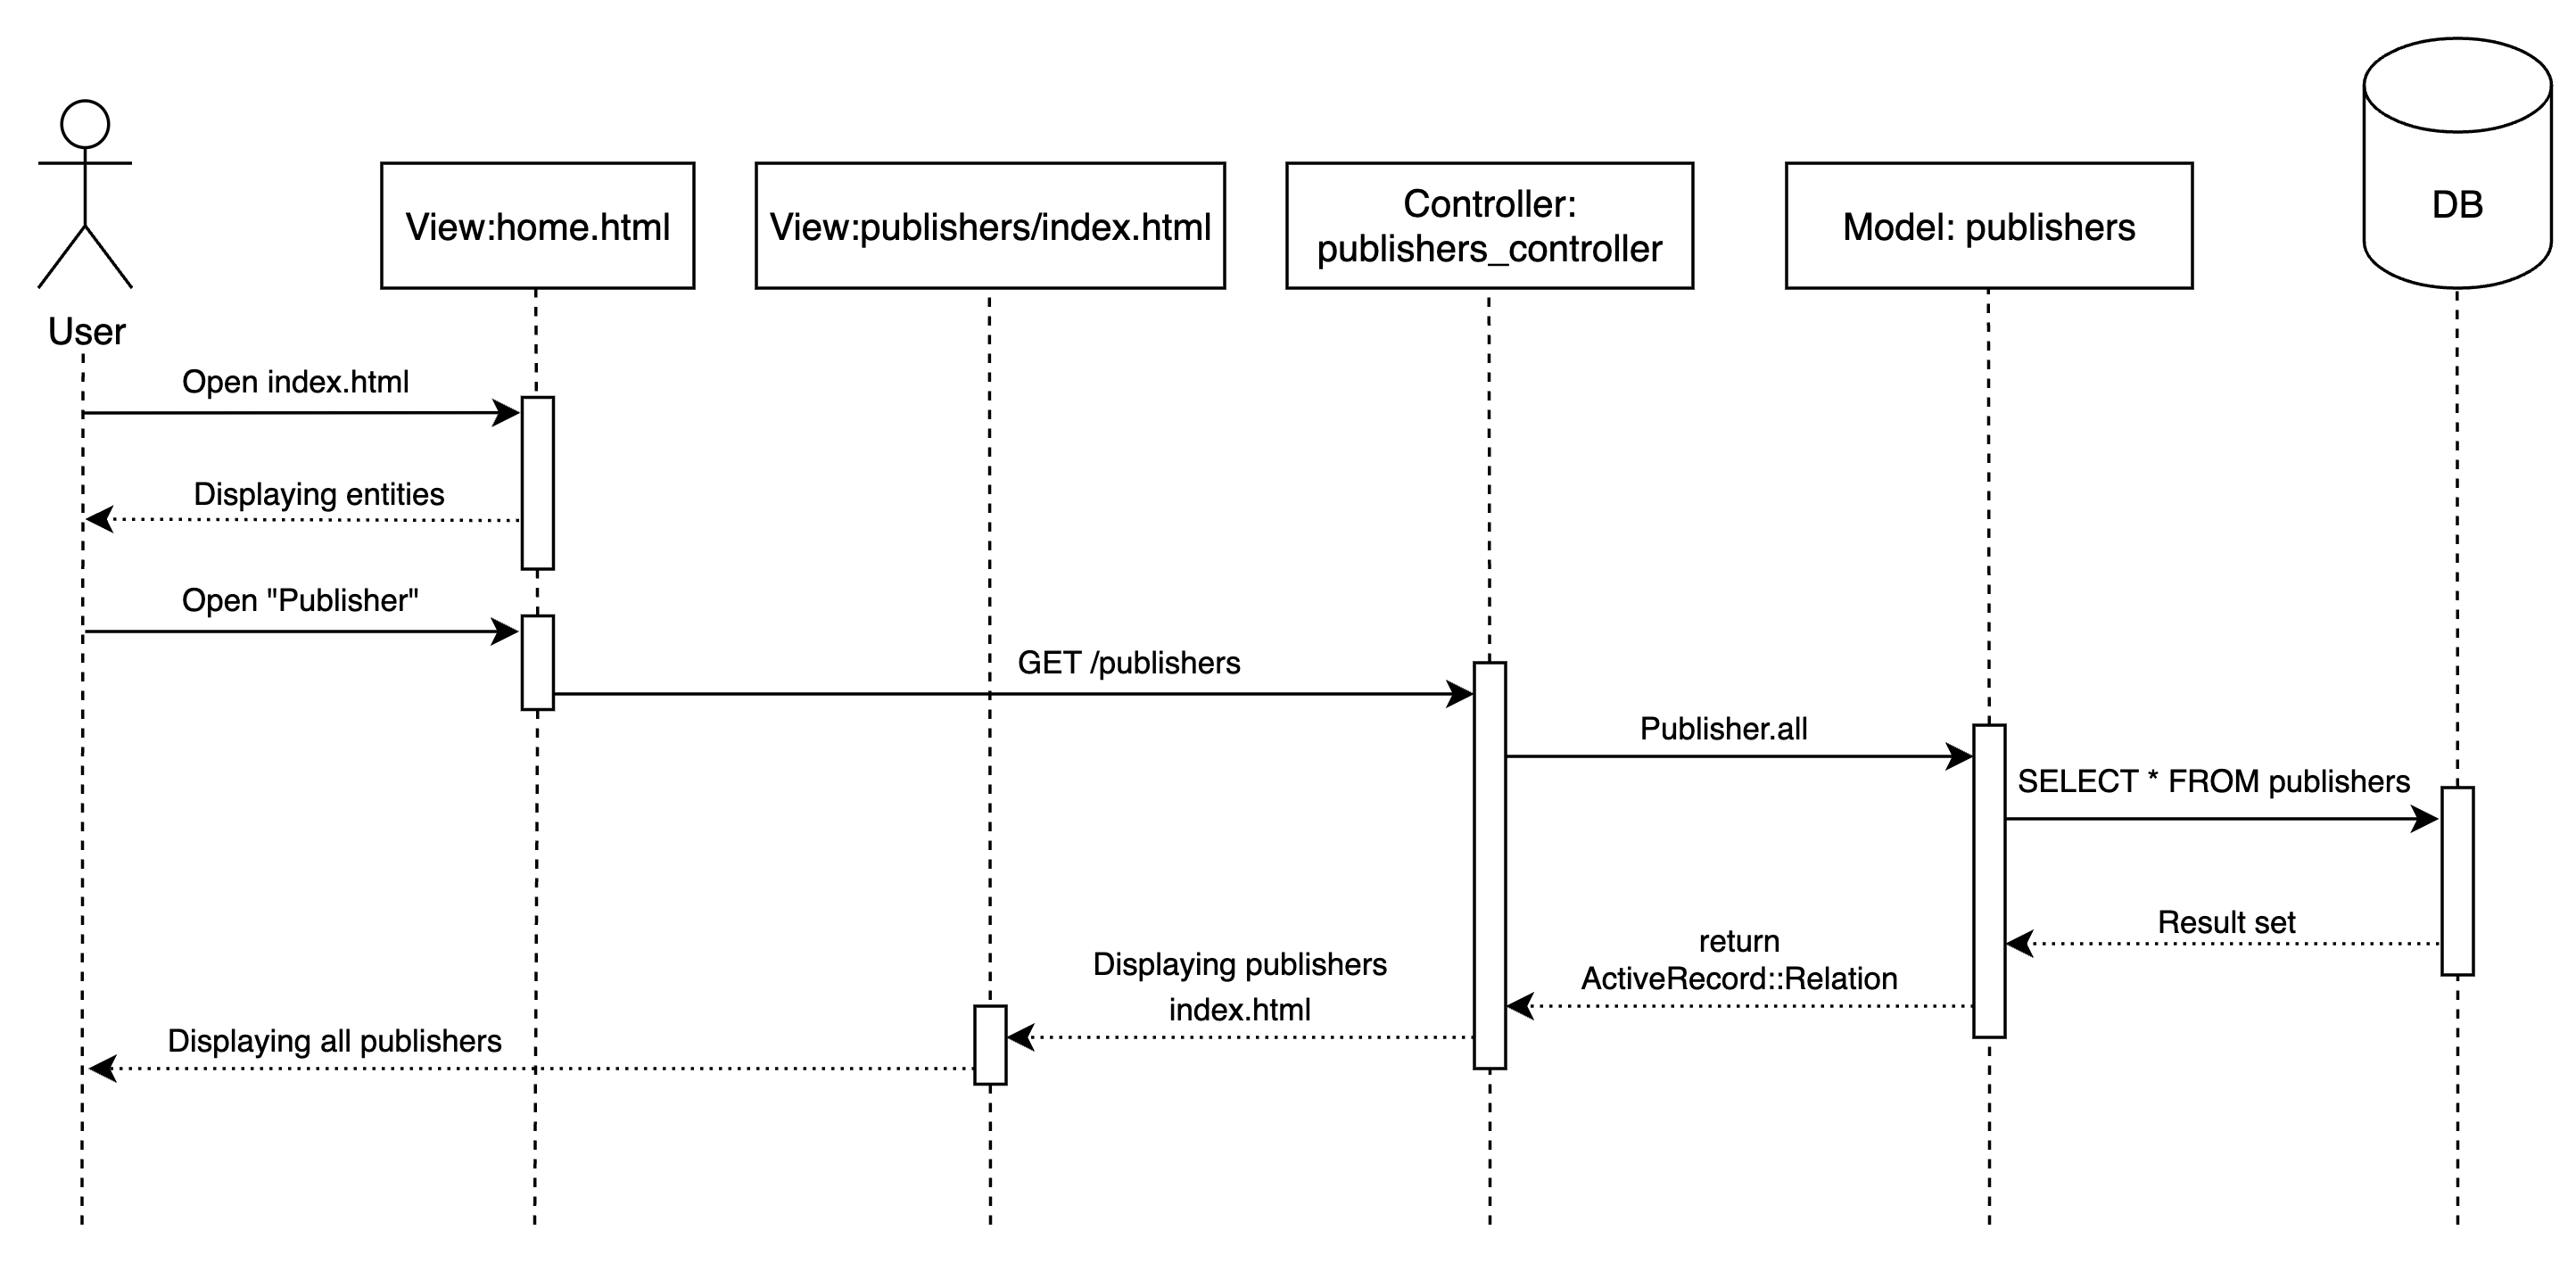 User
View:home.html
View:publishers/index.html
Controller:
publishers_controller
Model: publishers
DB
Open index.html
Displaying entities
Open "Publisher"
GET /publishers
Publisher.all
SELECT * FROM publishers
Result set
return
ActiveRecord::Relation
Displaying publishers
index.html
Displaying all publishers